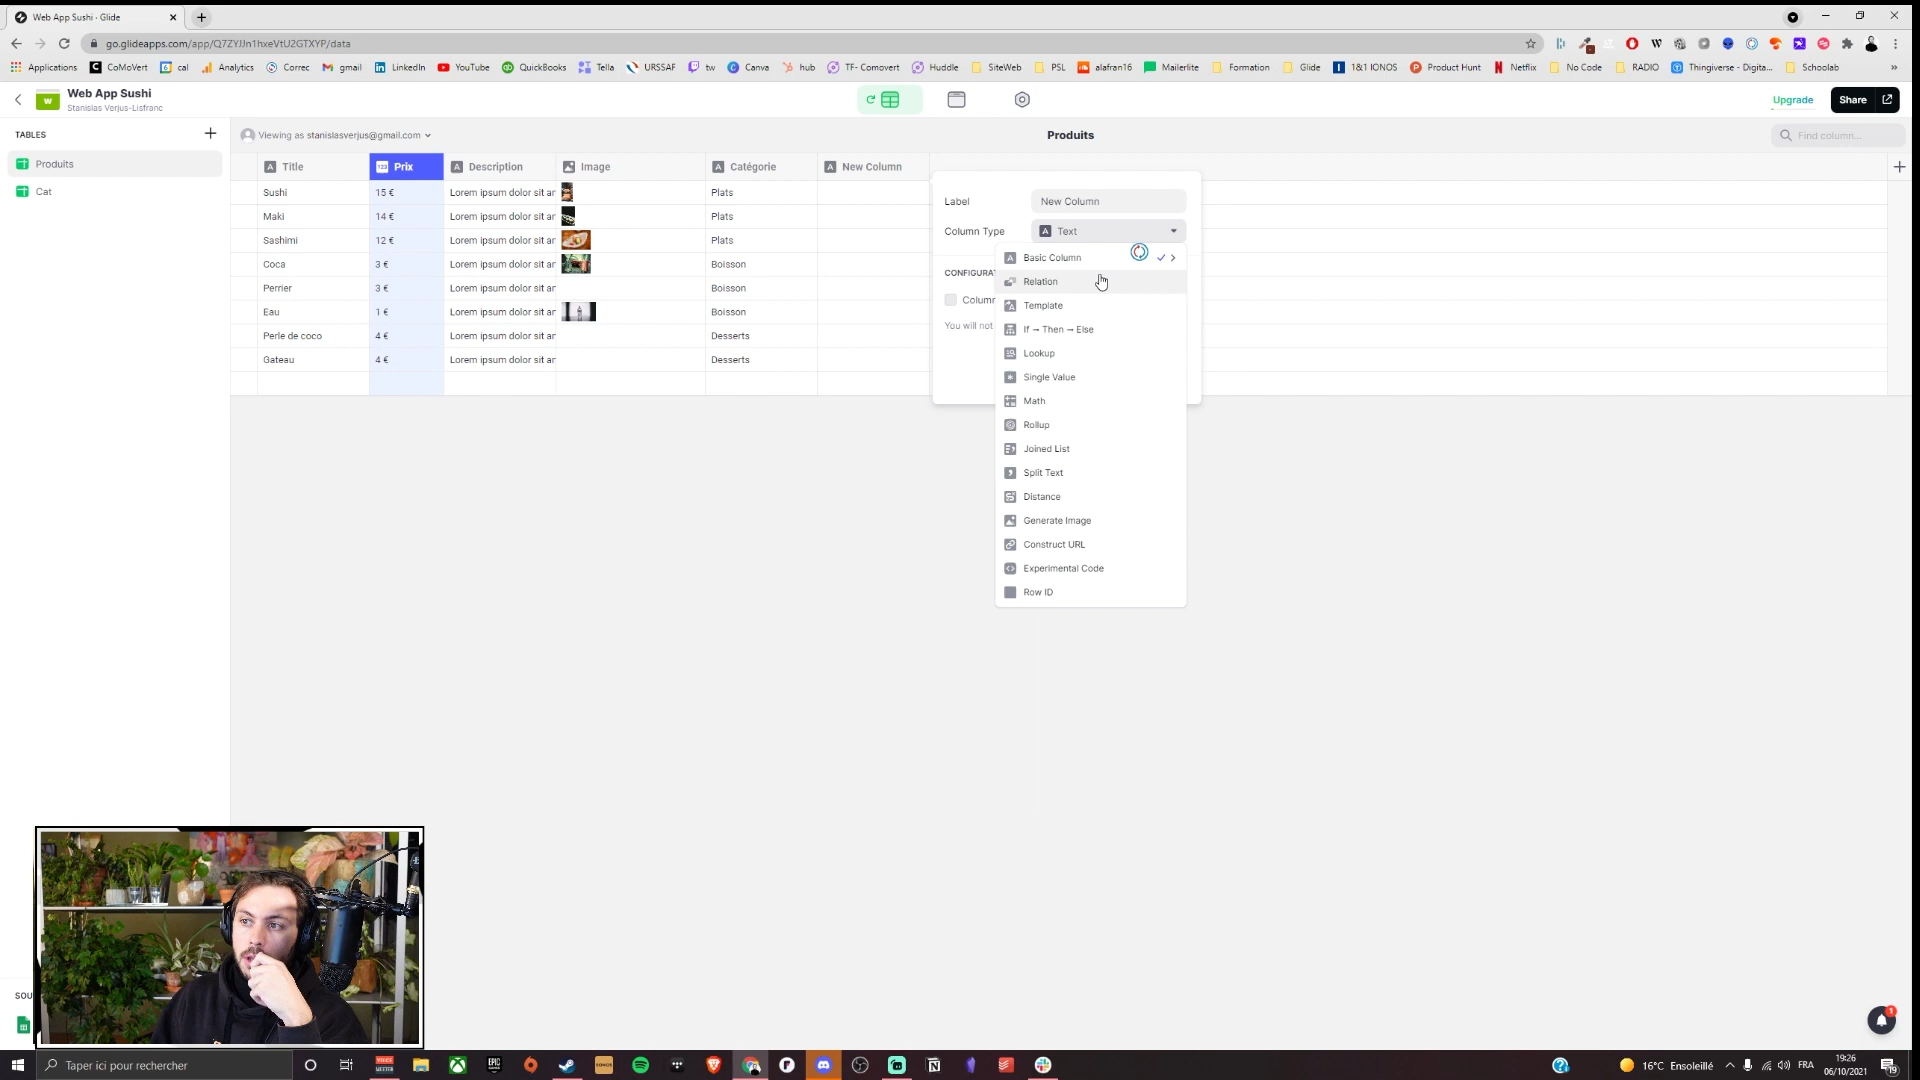 Web App Sushi · Glide
go.glideapps.com/app/Q7ZYJJn1hxeVtU2GTXYP/data
Applications CoMoVert cal Analytics Correc gmail LinkedIn YouTube QuickBooks Tella URSSAF tw Canva hub TF- Comovert Huddle SiteWeb PSL alafran16 Mailerlite Formation Glide 1&1 IONOS Product Hunt Netflix No Code RADIO Thingiverse - Digita... Schoolab »
Web App Sushi
Stanislas Verjus-Lisfranc
Upgrade Share
TABLES
Viewing as stanislasverjus@gmail.com
Produits
Find column...
Produits
Cat
Title Prix Description Image Catégorie New Column
Sushi 15 € Lorem ipsum dolor sit ar Plats
Maki 14 € Lorem ipsum dolor sit ar Plats
Sashimi 12 € Lorem ipsum dolor sit ar Plats
Coca 3 € Lorem ipsum dolor sit ar Boisson
Perrier 3 € Lorem ipsum dolor sit ar Boisson
Eau 1 € Lorem ipsum dolor sit ar Boisson
Perle de coco 4 € Lorem ipsum dolor sit ar Desserts
Gateau 4 € Lorem ipsum dolor sit ar Desserts
Label New Column
Column Type Text
CONFIGURAT
Column
You will not
Basic Column
Relation
Template
If → Then → Else
Lookup
Single Value
Math
Rollup
Joined List
Split Text
Distance
Generate Image
Construct URL
Experimental Code
Row ID
SOU
Taper ici pour rechercher
16°C Ensoleillé
FRA
19:26
06/10/2021